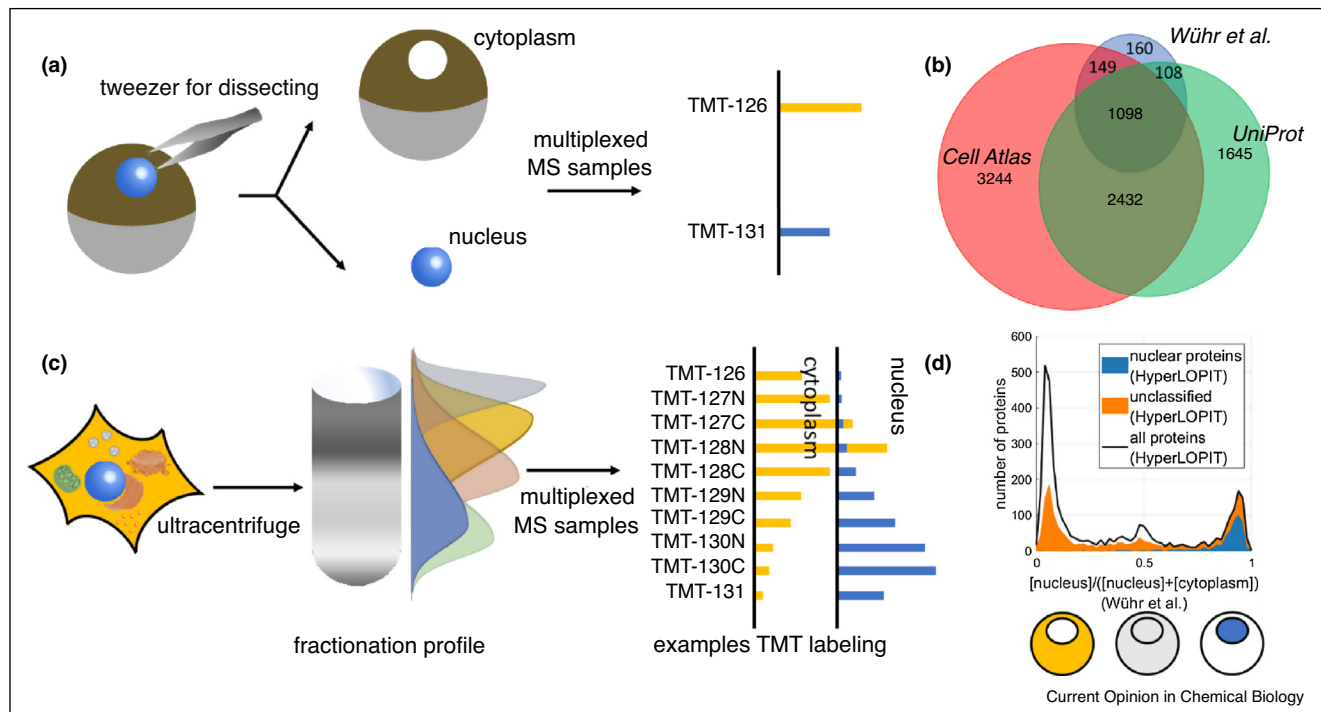 (a)
cytoplasm
tweezer for dissecting
nucleus
multiplexed
MS samples
TMT-126
TMT-131
(b)
Wühr et al.
160
149
108
1098
Cell Atlas
3244
UniProt
1645
2432
(c)
ultracentrifuge
fractionation profile
multiplexed
MS samples
TMT-126
TMT-127N
TMT-127C
TMT-128N
TMT-128C
TMT-129N
TMT-129C
TMT-130N
TMT-130C
TMT-131
cytoplasm
nucleus
examples TMT labeling
(d)
number of proteins
600
500
400
300
200
100
0
nuclear proteins
(HyperLOPIT)
unclassified
(HyperLOPIT)
all proteins
(HyperLOPIT)
0
0.5
1
[nucleus]/([nucleus]+[cytoplasm])
(Wühr et al.)
Current Opinion in Chemical Biology